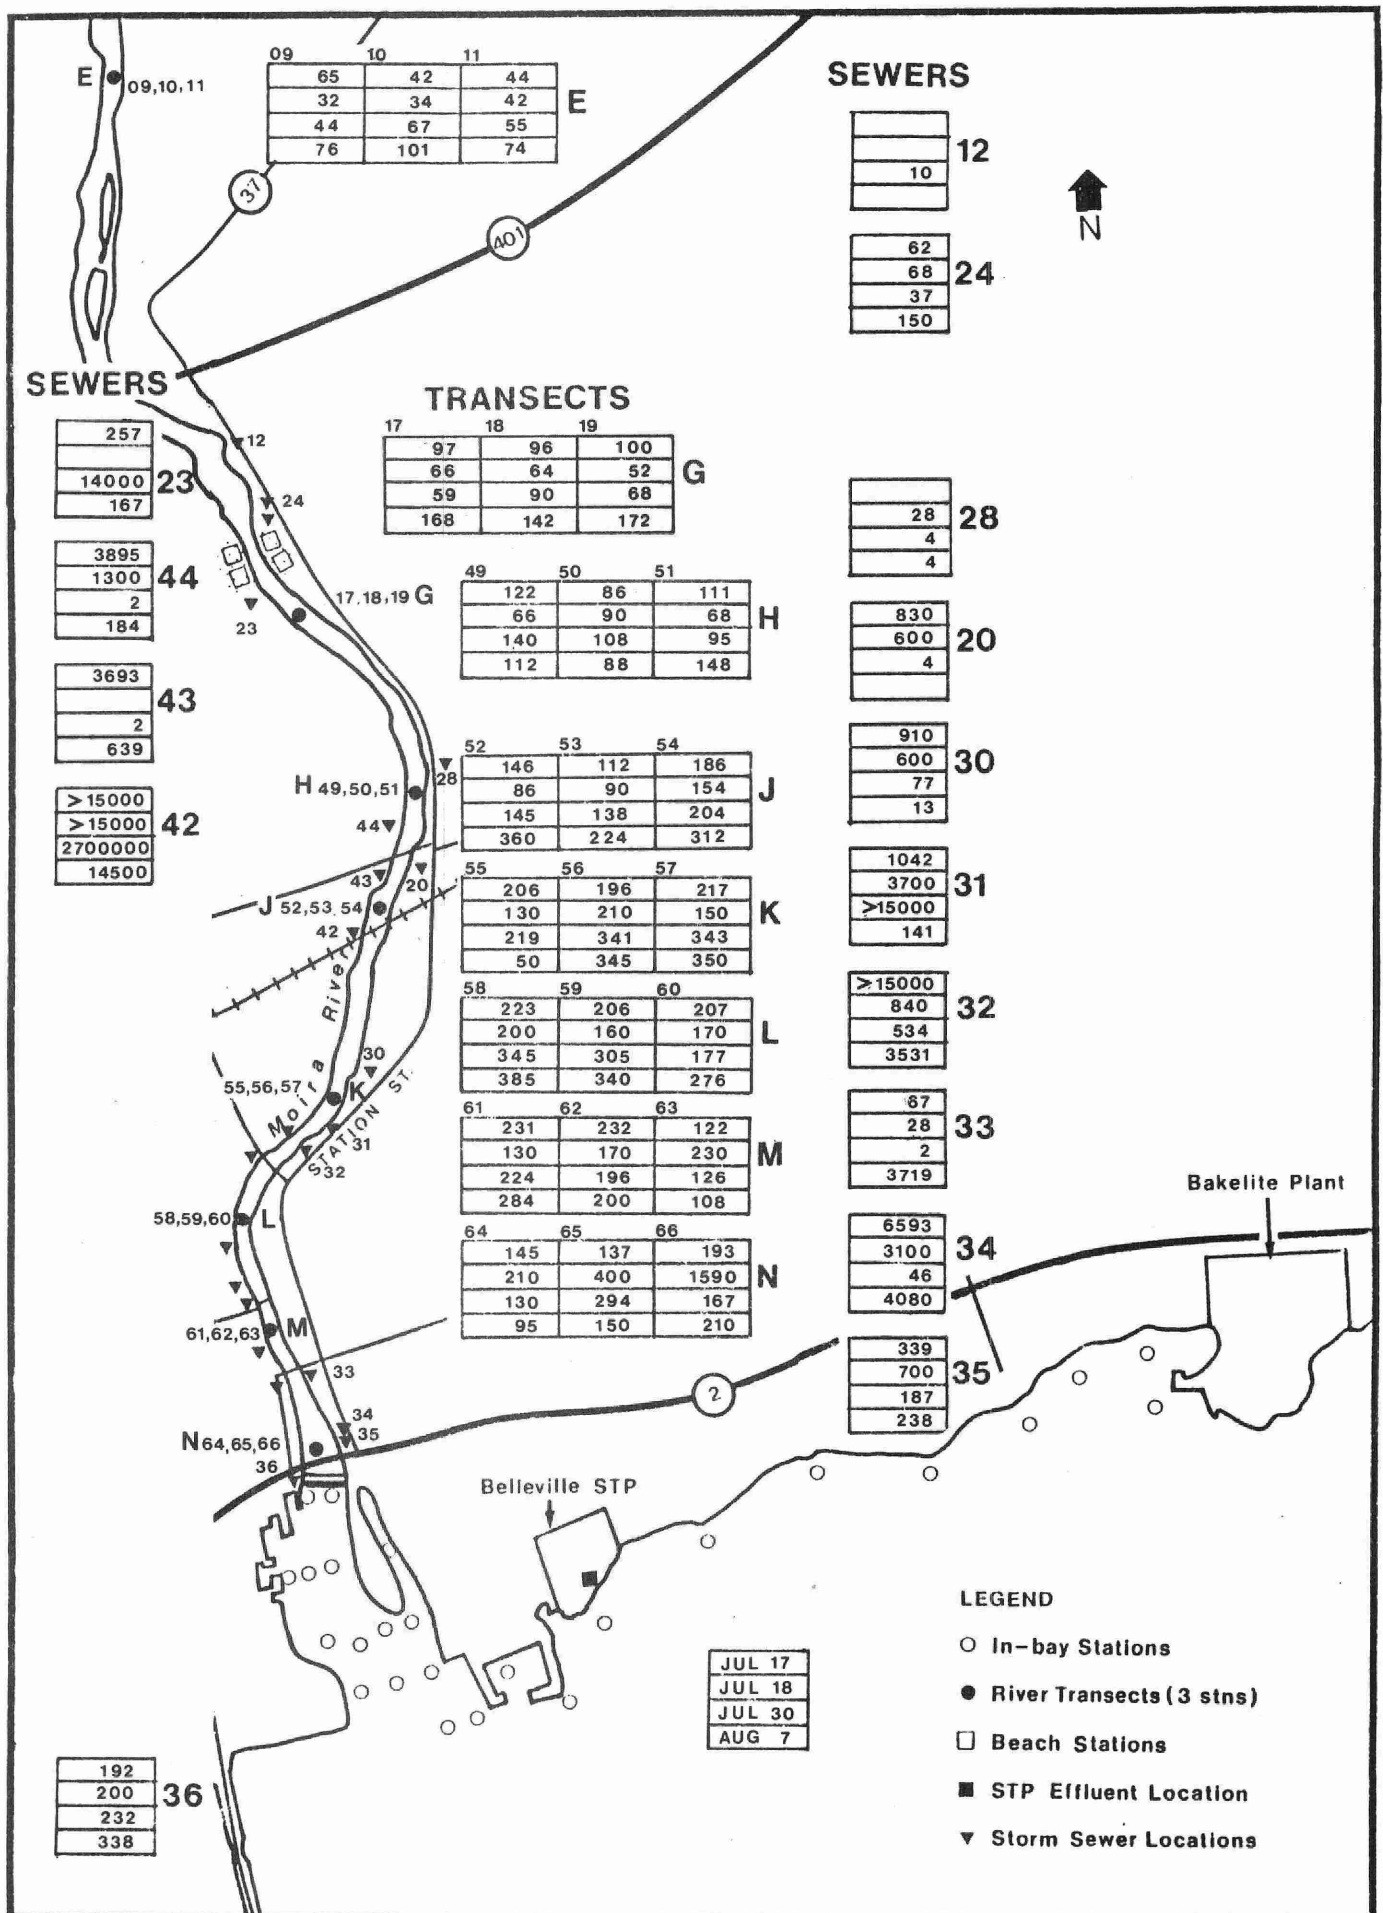 E
09,10,11
09 10 11
65 42 44
32 34 42
44 67 55
76 101 74
E
37
401
SEWERS
12
10
24
62
68
37
150
N
SEWERS
23
257
14000
167
44
3895
1300
2
184
43
3693
2
639
42
>15000
>15000
2700000
14500
TRANSECTS
17 18 19
97 96 100
66 64 52
59 90 68
168 142 172
G
49 50 51
122 86 111
66 90 68
140 108 95
112 88 148
H
52 53 54
146 112 186
86 90 154
145 138 204
360 224 312
J
55 56 57
206 196 217
130 210 150
219 341 343
50 345 350
K
58 59 60
223 206 207
200 160 170
345 305 177
385 340 276
L
61 62 63
231 232 122
130 170 230
224 196 126
284 200 108
M
64 65 66
145 137 193
210 400 1590
130 294 167
95 150 210
N
28
28
4
4
20
830
600
4
30
910
600
77
13
31
1042
3700
>15000
141
32
>15000
840
534
3531
33
67
28
2
3719
34
6593
3100
46
4080
35
339
700
187
238
12
24
17,18,19 G
23
28
H 49,50,51
44
43
20
J 52,53,54
42
Moira River
30
55,56,57 K
STATION ST.
31
32
58,59,60 L
61,62,63 M
33
34
35
N 64,65,66
36
2
Bakelite Plant
Belleville STP
JUL 17
JUL 18
JUL 30
AUG 7
36
192
200
232
338
LEGEND
In-bay Stations
River Transects (3 stns)
Beach Stations
STP Effluent Location
Storm Sewer Locations